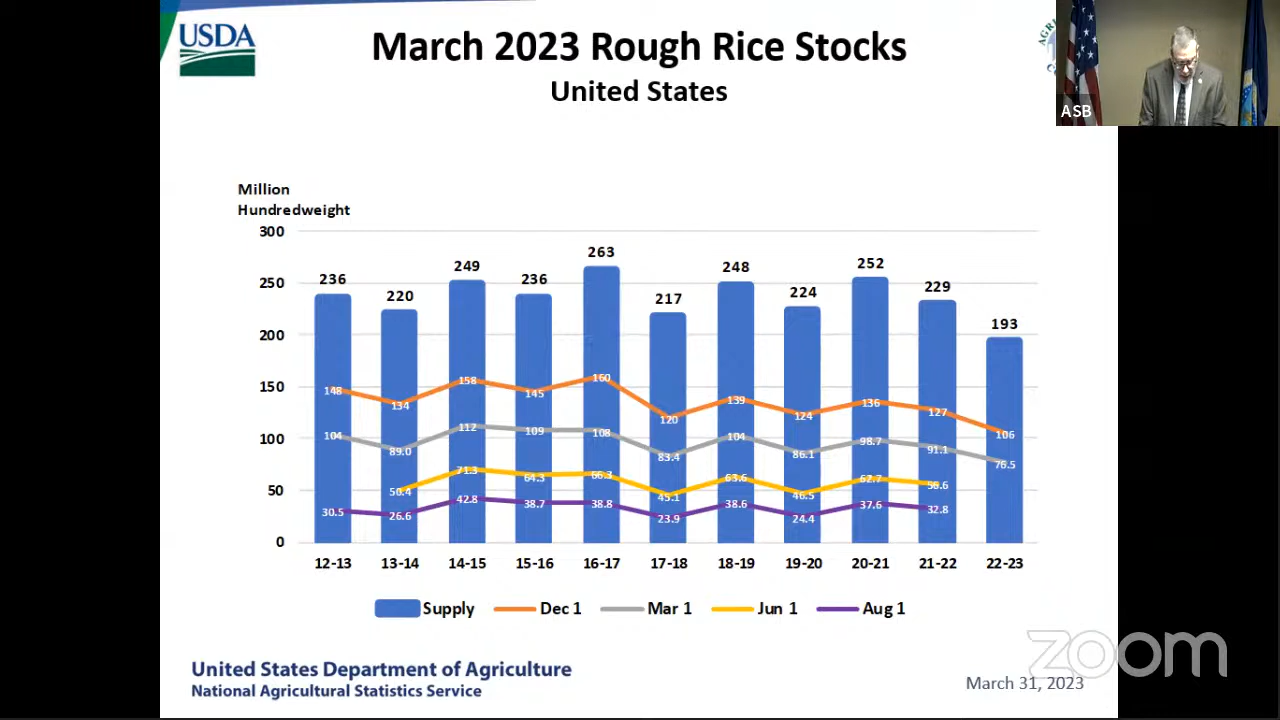 USDA
March 2023 Rough Rice Stocks
United States
AGRI
ASB
Million
Hundredweight
300
250
200
150
100
50
0
236 220 249 236 263 217 248 224 252 229 193
148 134 158 145 160 120 139 124 136 127 106
104 89.0 112 109 108 83.4 104 86.1 98.7 91.1 76.5
50.4 71.3 64.3 66.3 45.1 63.6 46.5 62.7 56.6
30.5 26.6 42.8 38.7 38.8 23.9 38.6 24.4 37.6 32.8
12-13 13-14 14-15 15-16 16-17 17-18 18-19 19-20 20-21 21-22 22-23
Supply Dec 1 Mar 1 Jun 1 Aug 1
United States Department of Agriculture
National Agricultural Statistics Service
zoom
March 31, 2023